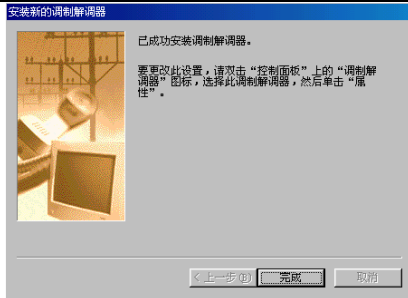 安装新的调制解调器
已成功安装调制解调器。
要更改此设置，请双击“控制面板”上的“调制解
调器”图标，选择此调制解调器，然后单击“属
性”。
< 上一步(B)
完成
取消